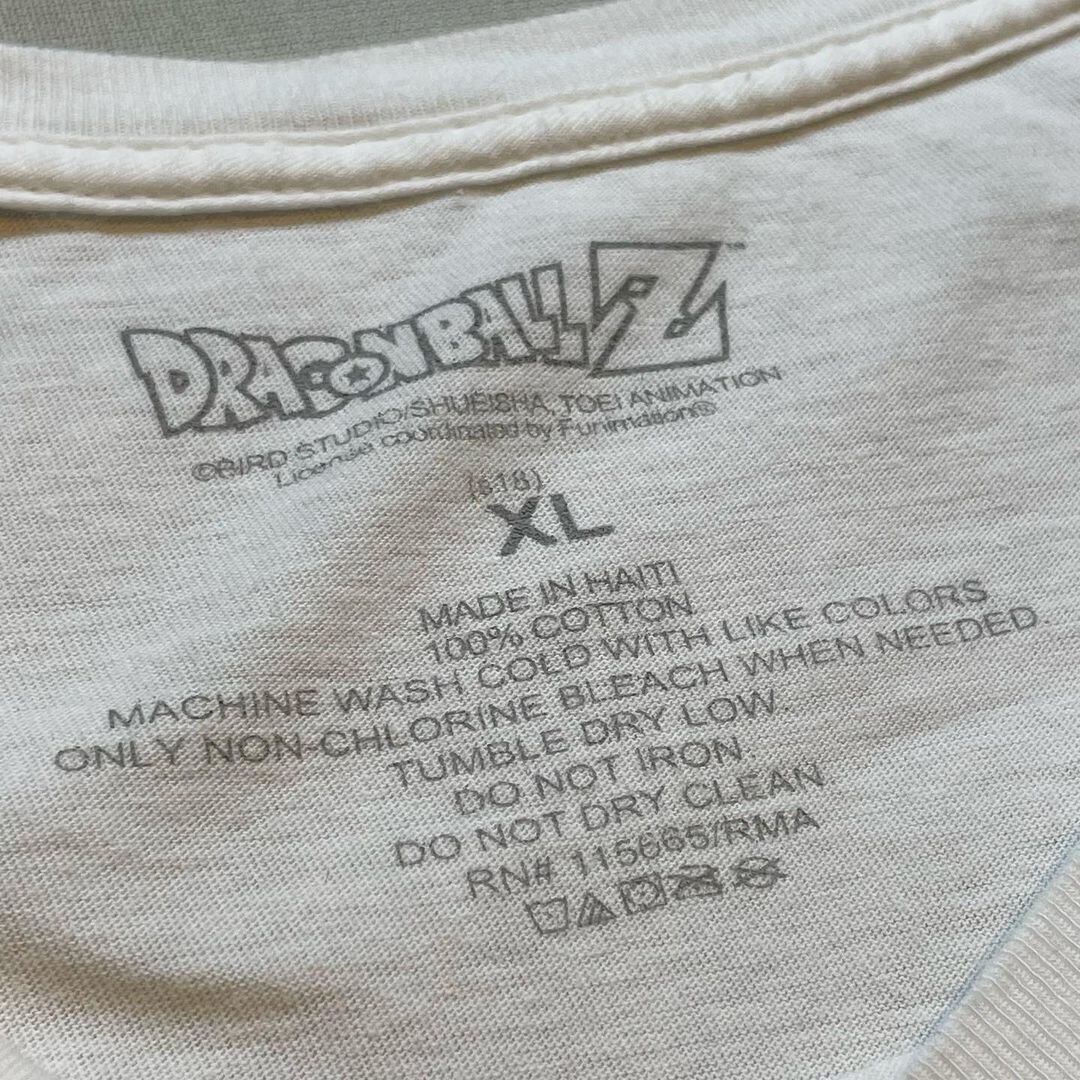 DRAGONBALL Z™
©BIRD STUDIO/SHUEISHA, TOEI ANIMATION
License coordinated by Funimation®
(s18)
XL
MADE IN HAITI
100% COTTON
MACHINE WASH COLD WITH LIKE COLORS
ONLY NON-CHLORINE BLEACH WHEN NEEDED
TUMBLE DRY LOW.
DO NOT IRON.
DO NOT DRY CLEAN
RN# 115665/RMA